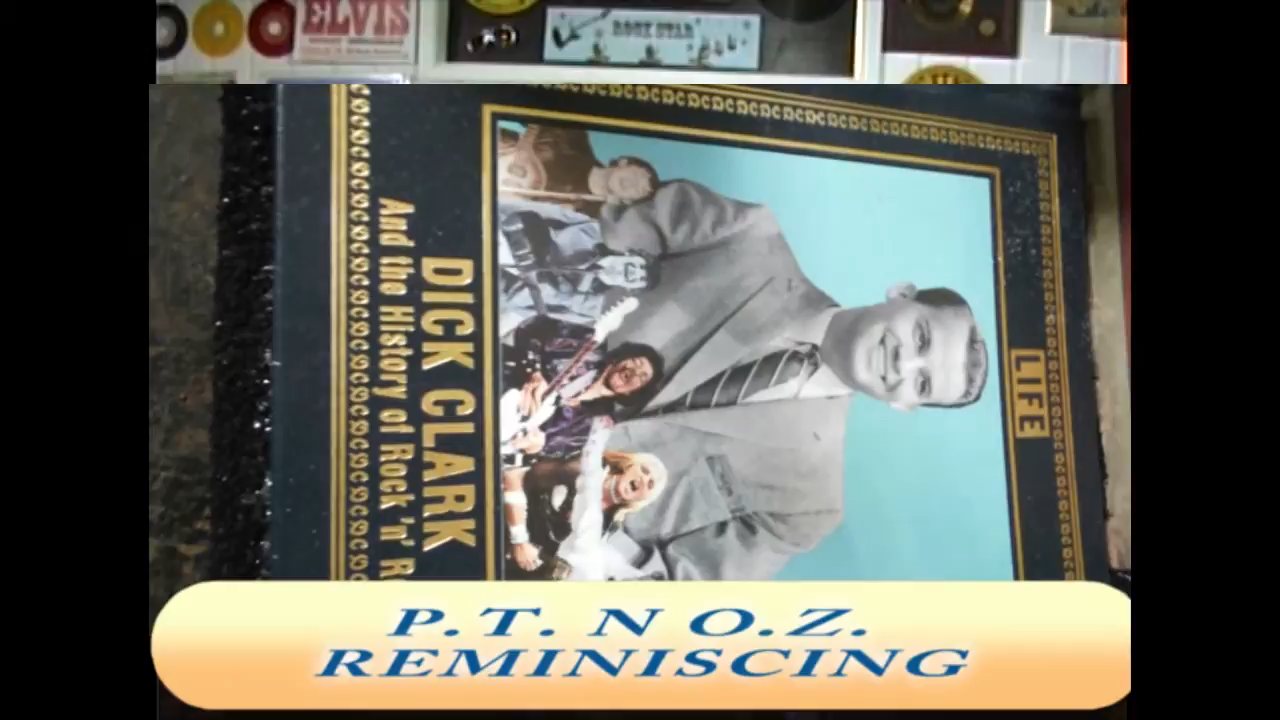 ELVIS
ROCK STAR
LIFE
DICK CLARK
And the History of Rock 'n' R
P.T. N O.Z.
REMINISCING